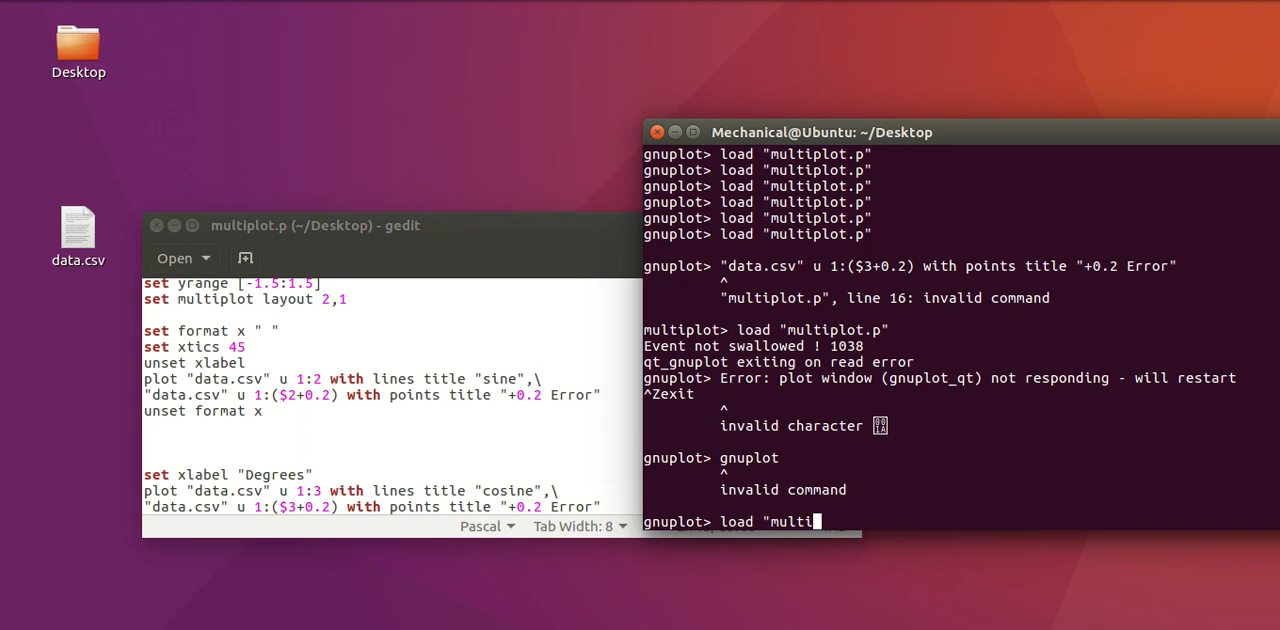 Desktop
data.csv
multiplot.p (~/Desktop) - gedit
Open
set yrange [-1.5:1.5]
set multiplot layout 2,1
set format x " "
set xtics 45
unset xlabel
plot "data.csv" u 1:2 with lines title "sine",\
"data.csv" u 1:($2+0.2) with points title "+0.2 Error"
unset format x
set xlabel "Degrees"
plot "data.csv" u 1:3 with lines title "cosine",\
"data.csv" u 1:($3+0.2) with points title "+0.2 Error"
Pascal Tab Width: 8
Mechanical@Ubuntu: ~/Desktop
gnuplot> load "multiplot.p"
gnuplot> load "multiplot.p"
gnuplot> load "multiplot.p"
gnuplot> load "multiplot.p"
gnuplot> load "multiplot.p"
gnuplot> load "multiplot.p"
gnuplot> "data.csv" u 1:($3+0.2) with points title "+0.2 Error"
^
"multiplot.p", line 16: invalid command
multiplot> load "multiplot.p"
Event not swallowed ! 1038
qt_gnuplot exiting on read error
gnuplot> Error: plot window (gnuplot_qt) not responding - will restart
^Zexit
^
invalid character
gnuplot> gnuplot
^
invalid command
gnuplot> load "multi